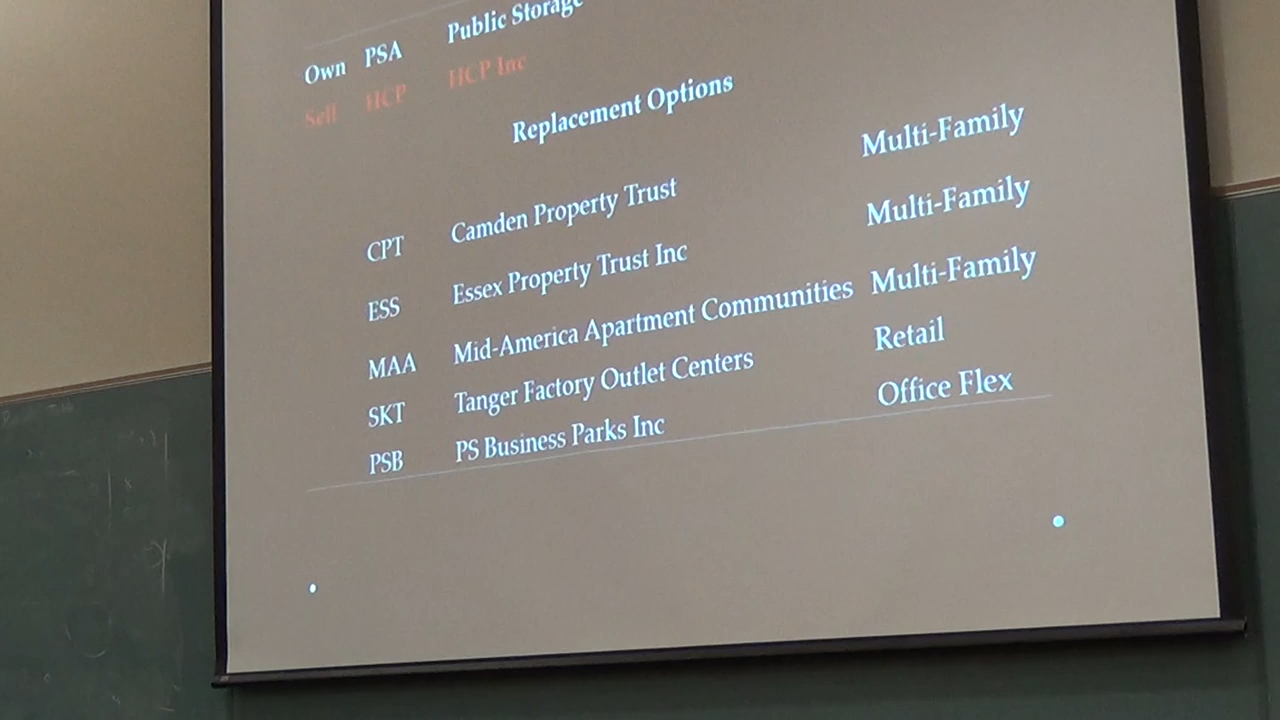 Own PSA Public Storage
Sell HCP HCP Inc
Replacement Options
CPT Camden Property Trust Multi-Family
ESS Essex Property Trust Inc Multi-Family
MAA Mid-America Apartment Communities Multi-Family
SKT Tanger Factory Outlet Centers Retail
PSB PS Business Parks Inc Office Flex